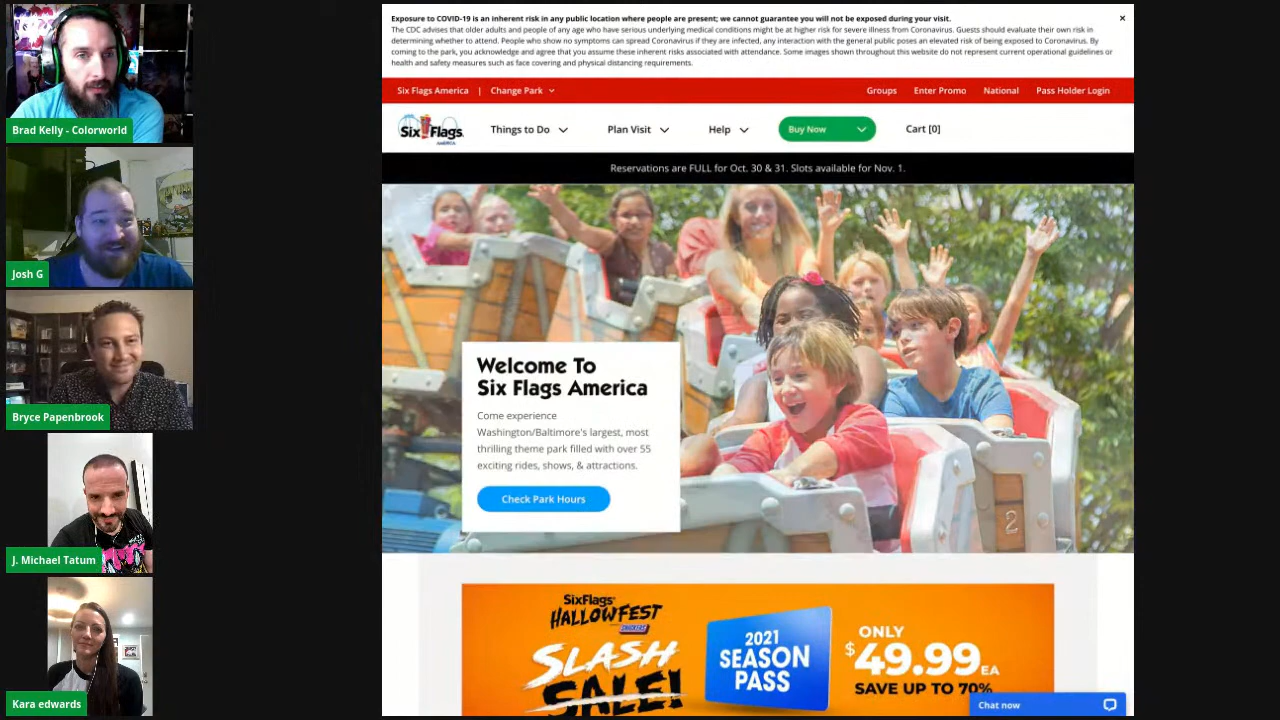 Brad Kelly - Colorworld
Josh G
Bryce Papenbrook
J. Michael Tatum
Kara edwards
Exposure to COVID-19 is an inherent risk in any public location where people are present; we cannot guarantee you will not be exposed during your visit.
The CDC advises that older adults and people of any age who have serious underlying medical conditions might be at higher risk for severe illness from Coronavirus. Guests should evaluate their own risk in
determining whether to attend. People who show no symptoms can spread Coronavirus if they are infected, any interaction with the general public poses an elevated risk of being exposed to Coronavirus. By
coming to the park, you acknowledge and agree that you assume these inherent risks associated with attendance. Some images shown throughout this website do not represent current operational guidelines or
health and safety measures such as face covering and physical distancing requirements.
Six Flags America | Change Park Groups Enter Promo National Pass Holder Login
Six Flags AMERICA Things to Do Plan Visit Help Buy Now Cart [0]
Reservations are FULL for Oct. 30 & 31. Slots available for Nov. 1.
Welcome To
Six Flags America
Come experience
Washington/Baltimore's largest, most
thrilling theme park filled with over 55
exciting rides, shows, & attractions.
Check Park Hours
2
SixFlags
HALLOWFEST
SNICKERS
SLASH
SALE!
2021
SEASON
PASS
ONLY
$49.99 EA
SAVE UP TO 70%
Chat now